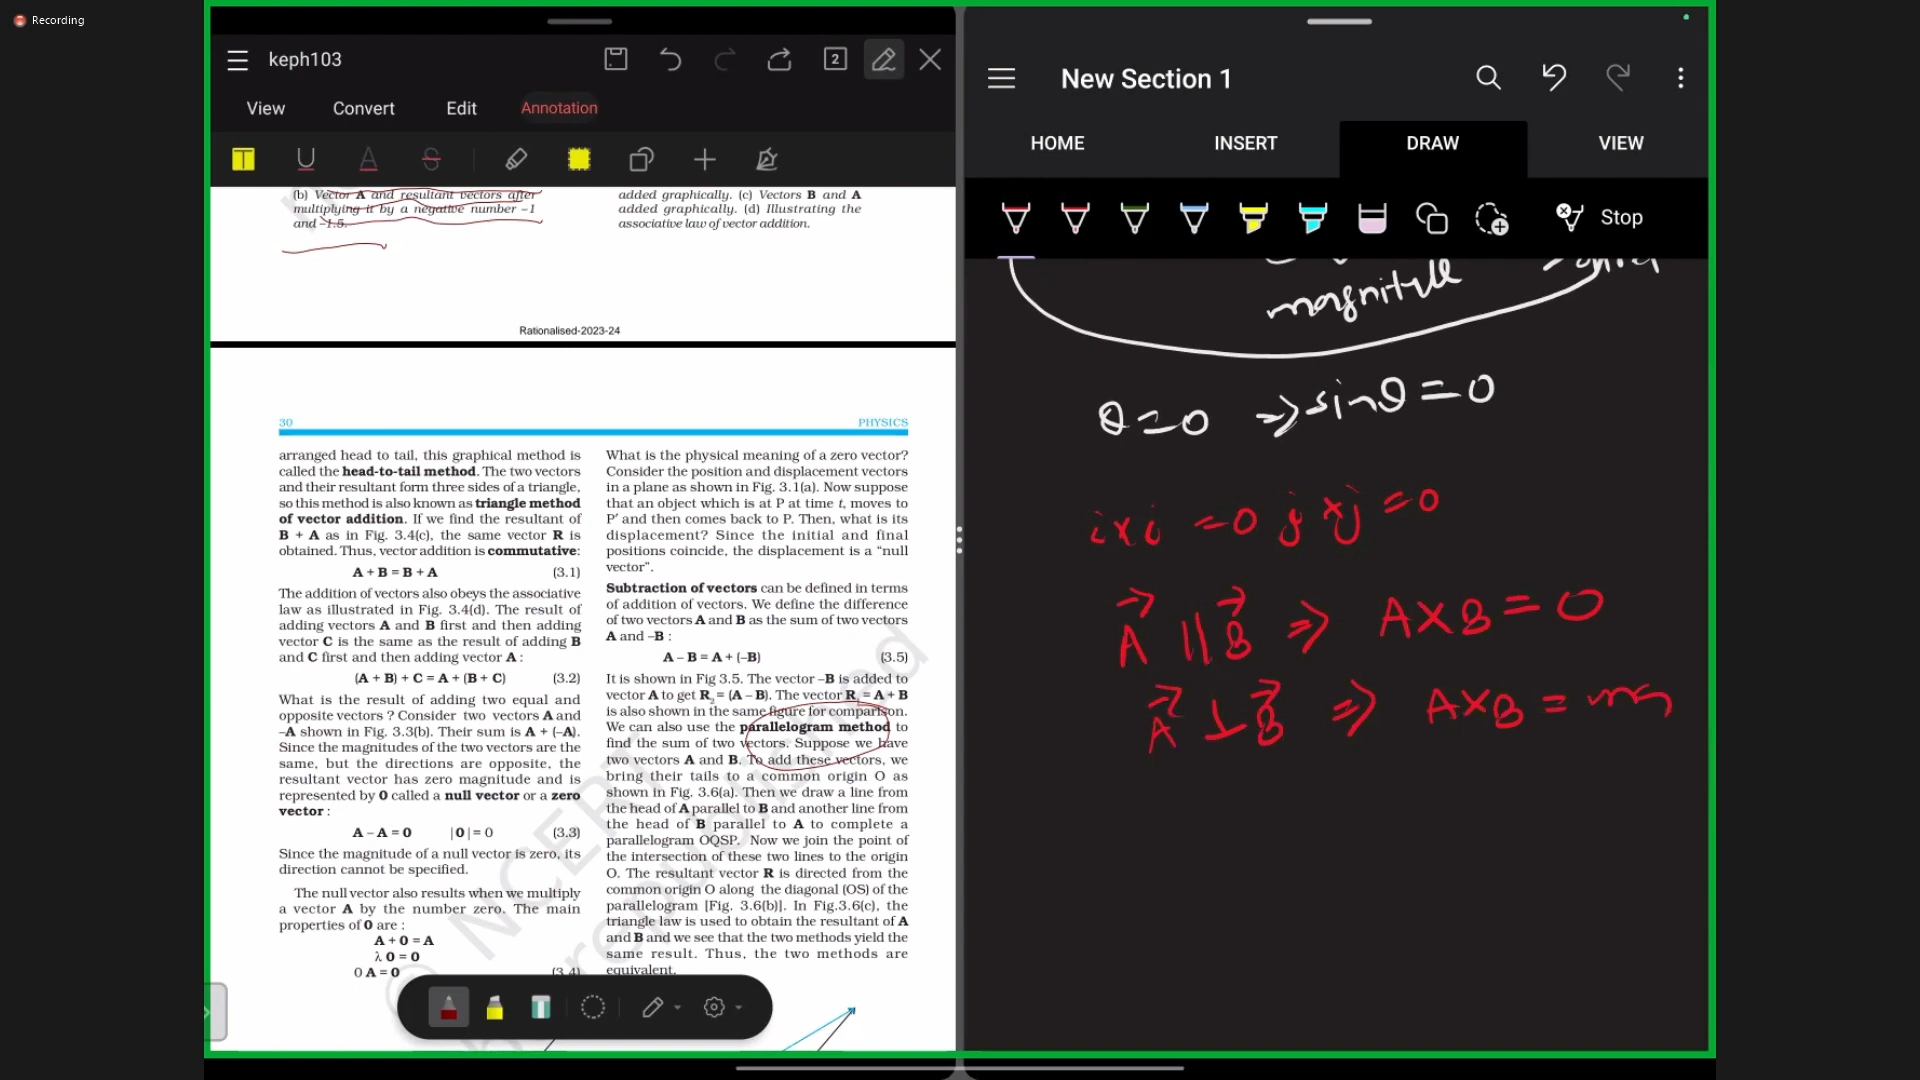 Recording
keph103
2
View Convert Edit Annotation
(b) Vector A and resultant vectors after
multiplying it by a negative number –1
and –1.5.
added graphically. (c) Vectors B and A
added graphically. (d) Illustrating the
associative law of vector addition.
Rationalised-2023-24
30 PHYSICS
arranged head to tail, this graphical method is
called the head-to-tail method. The two vectors
and their resultant form three sides of a triangle,
so this method is also known as triangle method
of vector addition. If we find the resultant of
B + A as in Fig. 3.4(c), the same vector R is
obtained. Thus, vector addition is commutative:
A + B = B + A (3.1)
The addition of vectors also obeys the associative
law as illustrated in Fig. 3.4(d). The result of
adding vectors A and B first and then adding
vector C is the same as the result of adding B
and C first and then adding vector A :
(A + B) + C = A + (B + C) (3.2)
What is the result of adding two equal and
opposite vectors ? Consider two vectors A and
–A shown in Fig. 3.3(b). Their sum is A + (–A).
Since the magnitudes of the two vectors are the
same, but the directions are opposite, the
resultant vector has zero magnitude and is
represented by 0 called a null vector or a zero
vector :
A – A = 0 |0|= 0 (3.3)
Since the magnitude of a null vector is zero, its
direction cannot be specified.
The null vector also results when we multiply
a vector A by the number zero. The main
properties of 0 are :
A + 0 = A
λ 0 = 0
0 A = 0 (3.4)
What is the physical meaning of a zero vector?
Consider the position and displacement vectors
in a plane as shown in Fig. 3.1(a). Now suppose
that an object which is at P at time t, moves to
P′ and then comes back to P. Then, what is its
displacement? Since the initial and final
positions coincide, the displacement is a “null
vector”.
Subtraction of vectors can be defined in terms
of addition of vectors. We define the difference
of two vectors A and B as the sum of two vectors
A and –B :
A – B = A + (–B) (3.5)
It is shown in Fig 3.5. The vector –B is added to
vector A to get R₂ = (A – B). The vector R₁ = A + B
is also shown in the same figure for comparison.
We can also use the parallelogram method to
find the sum of two vectors. Suppose we have
two vectors A and B. To add these vectors, we
bring their tails to a common origin O as
shown in Fig. 3.6(a). Then we draw a line from
the head of A parallel to B and another line from
the head of B parallel to A to complete a
parallelogram OQSP. Now we join the point of
the intersection of these two lines to the origin
O. The resultant vector R is directed from the
common origin O along the diagonal (OS) of the
parallelogram [Fig. 3.6(b)]. In Fig.3.6(c), the
triangle law is used to obtain the resultant of A
and B and we see that the two methods yield the
same result. Thus, the two methods are
equivalent.
© NCERT
republished
New Section 1
HOME INSERT DRAW VIEW
Stop
θ = 0 ⇒ sinθ = 0
i×i = 0 j×j = 0
A⃗ || B⃗ ⇒ A×B = 0
A⃗ ⊥ B⃗ ⇒ A×B =